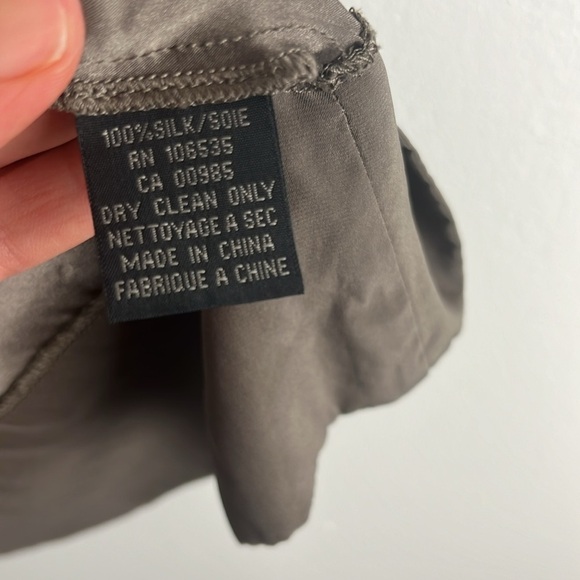 100%SILK/SOIE
RN 106535
CA 00985
DRY CLEAN ONLY
NETTOYAGE A SEC
MADE IN CHINA
FABRIQUE A CHINE